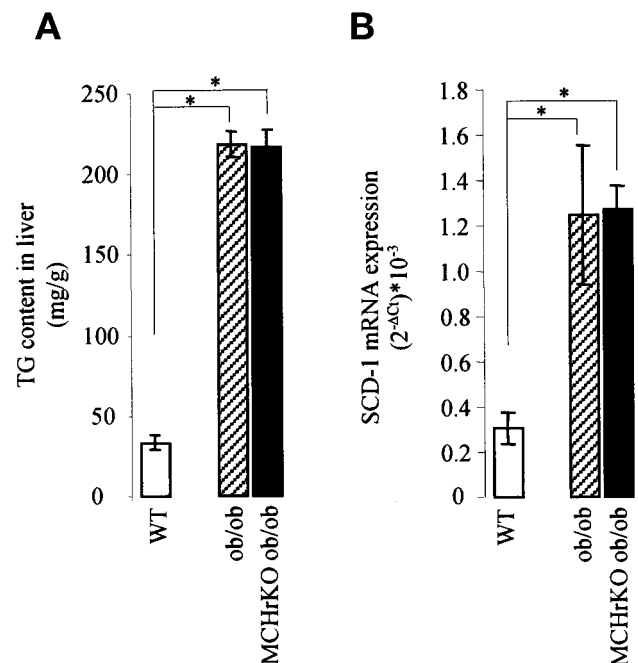 A
TG content in liver
(mg/g)
250
200
150
100
50
0
*
*
WT
ob/ob
MCHrKO ob/ob
B
SCD-1 mRNA expression
(2^-ΔCt)*10^-3
1.8
1.6
1.4
1.2
1.0
0.8
0.6
0.4
0.2
0
*
*
WT
ob/ob
MCHrKO ob/ob